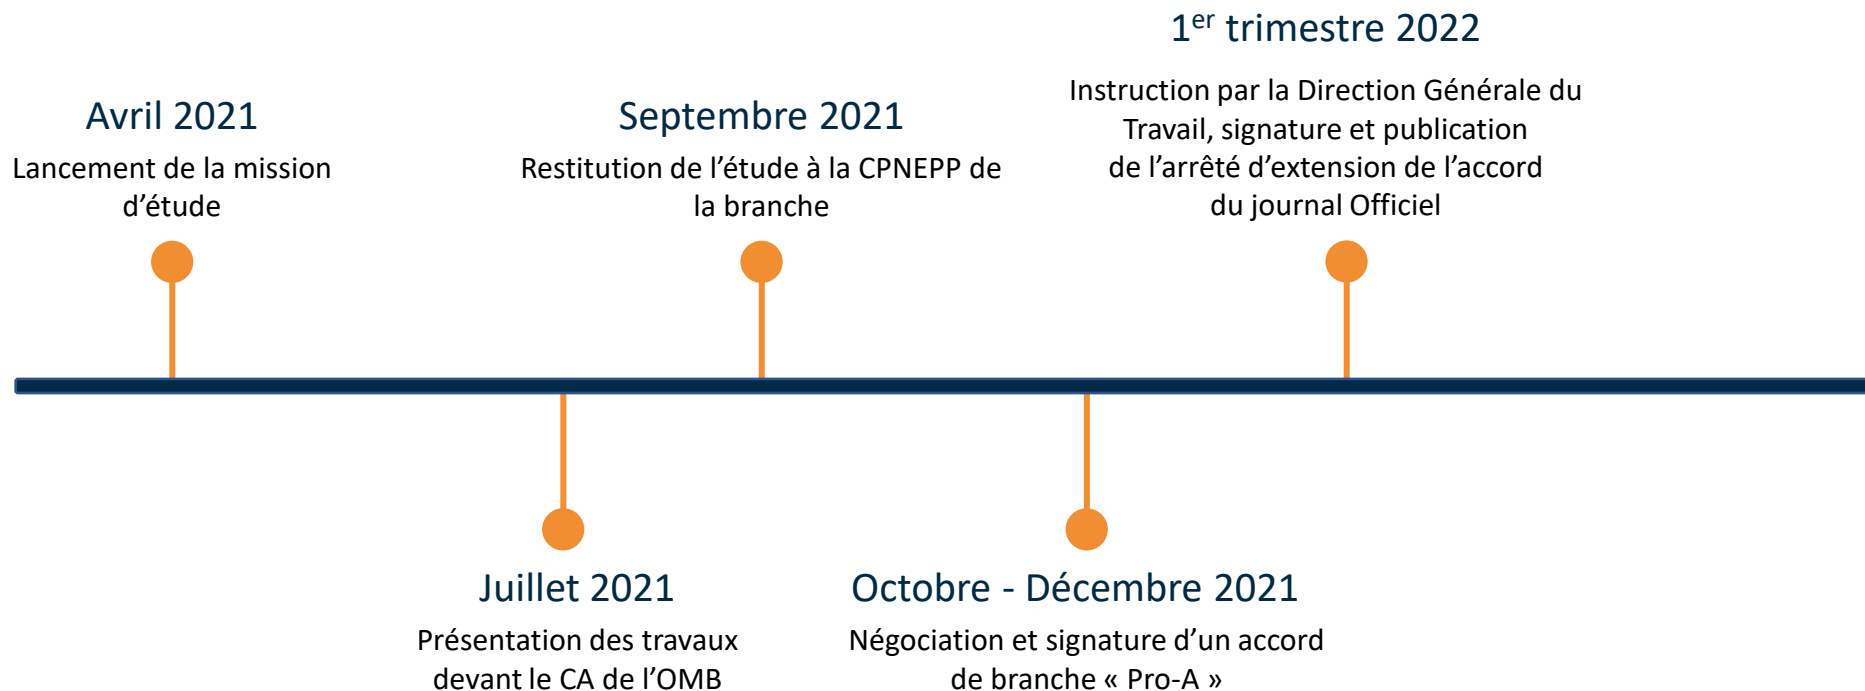 Avril 2021
Lancement de la mission
d’étude
Juillet 2021
Présentation des travaux
devant le CA de l’OMB
Septembre 2021
Restitution de l’étude à la CPNEPP de
la branche
Octobre - Décembre 2021
Négociation et signature d’un accord
de branche « Pro-A »
1er trimestre 2022
Instruction par la Direction Générale du
Travail, signature et publication
de l’arrêté d’extension de l’accord
du journal Officiel